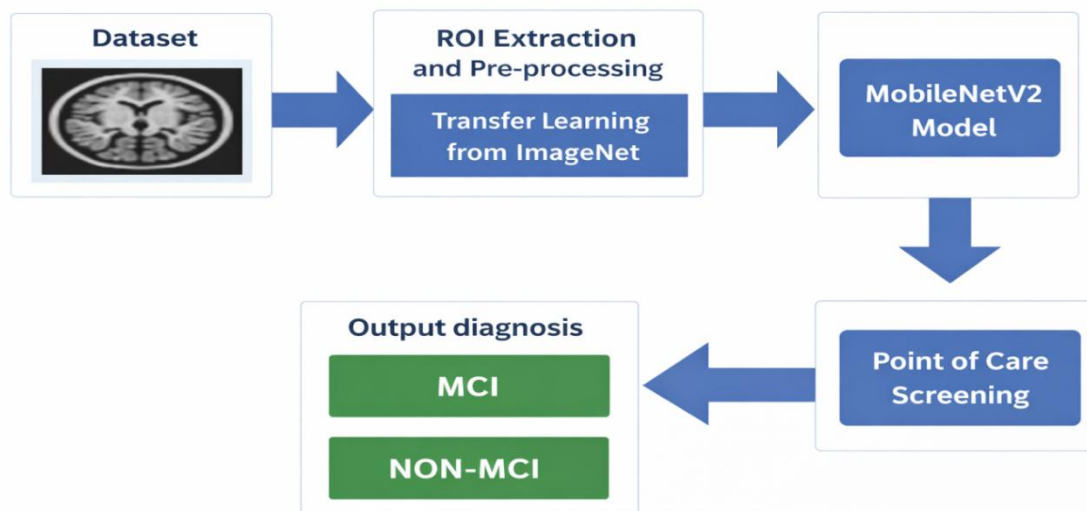 Dataset
ROI Extraction
and Pre-processing
Transfer Learning
from ImageNet
MobileNetV2
Model
Point of Care
Screening
Output diagnosis
MCI
NON-MCI